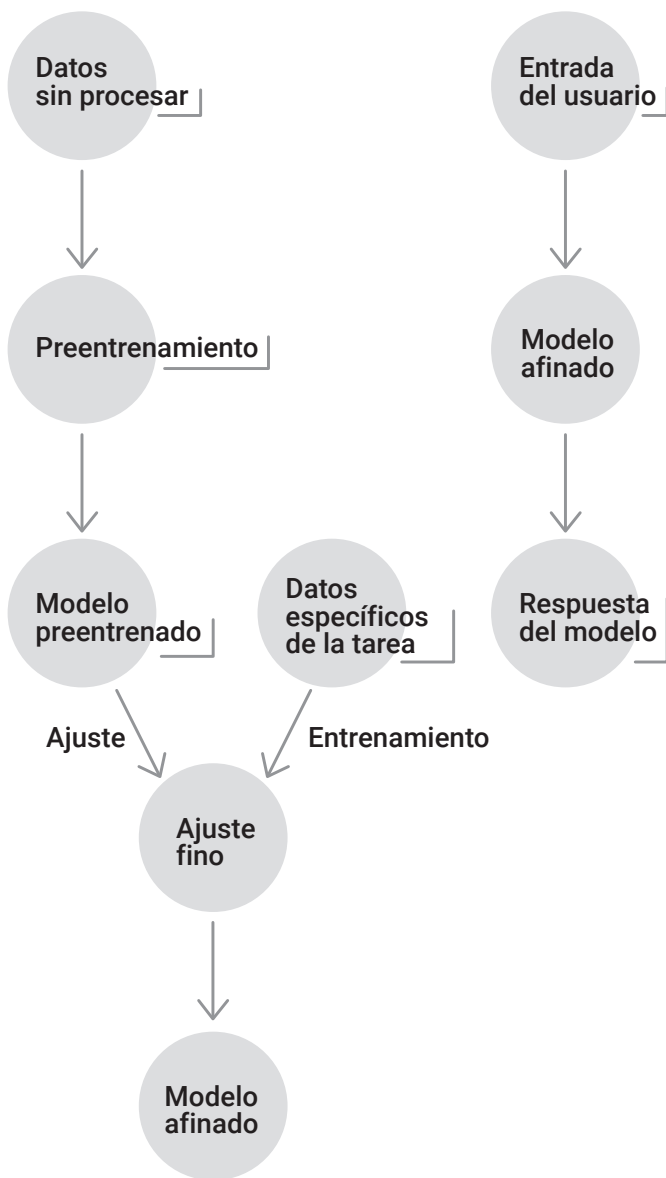 Datos
sin procesar
Preentrenamiento
Modelo
preentrenado
Datos
específicos
de la tarea
Ajuste
Entrenamiento
Ajuste
fino
Modelo
afinado
Entrada
del usuario
Modelo
afinado
Respuesta
del modelo